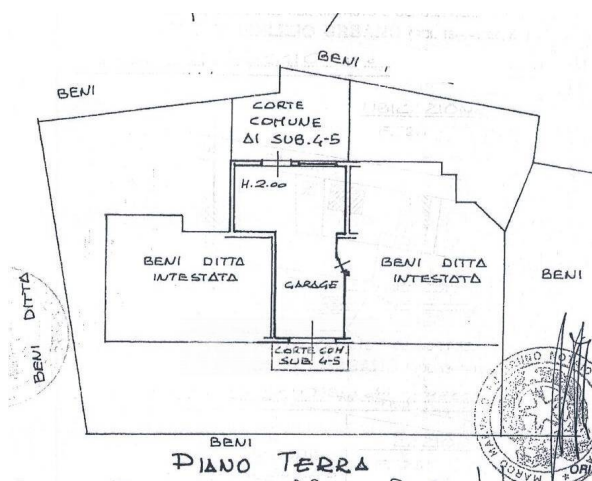 BENI
BENI
CORTE
COMUNE
AI SUB. 4-5
H. 2.00
BENI DITTA
INTESTATA
GARAGE
BENI DITTA
INTESTATA
BENI
BENI DITTA
CORTE COM.
SUB. 4-5
BENI
PIANO TERRA